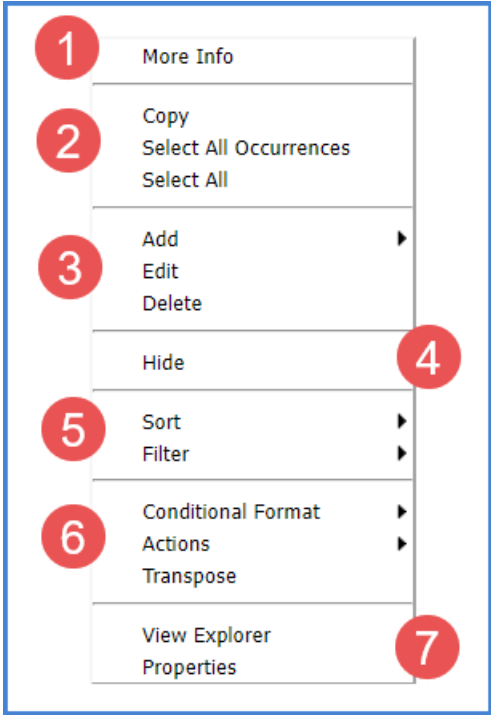 1
More Info
2
Copy
Select All Occurrences
Select All
3
Add
Edit
Delete
4
Hide
5
Sort
Filter
6
Conditional Format
Actions
Transpose
View Explorer
7
Properties